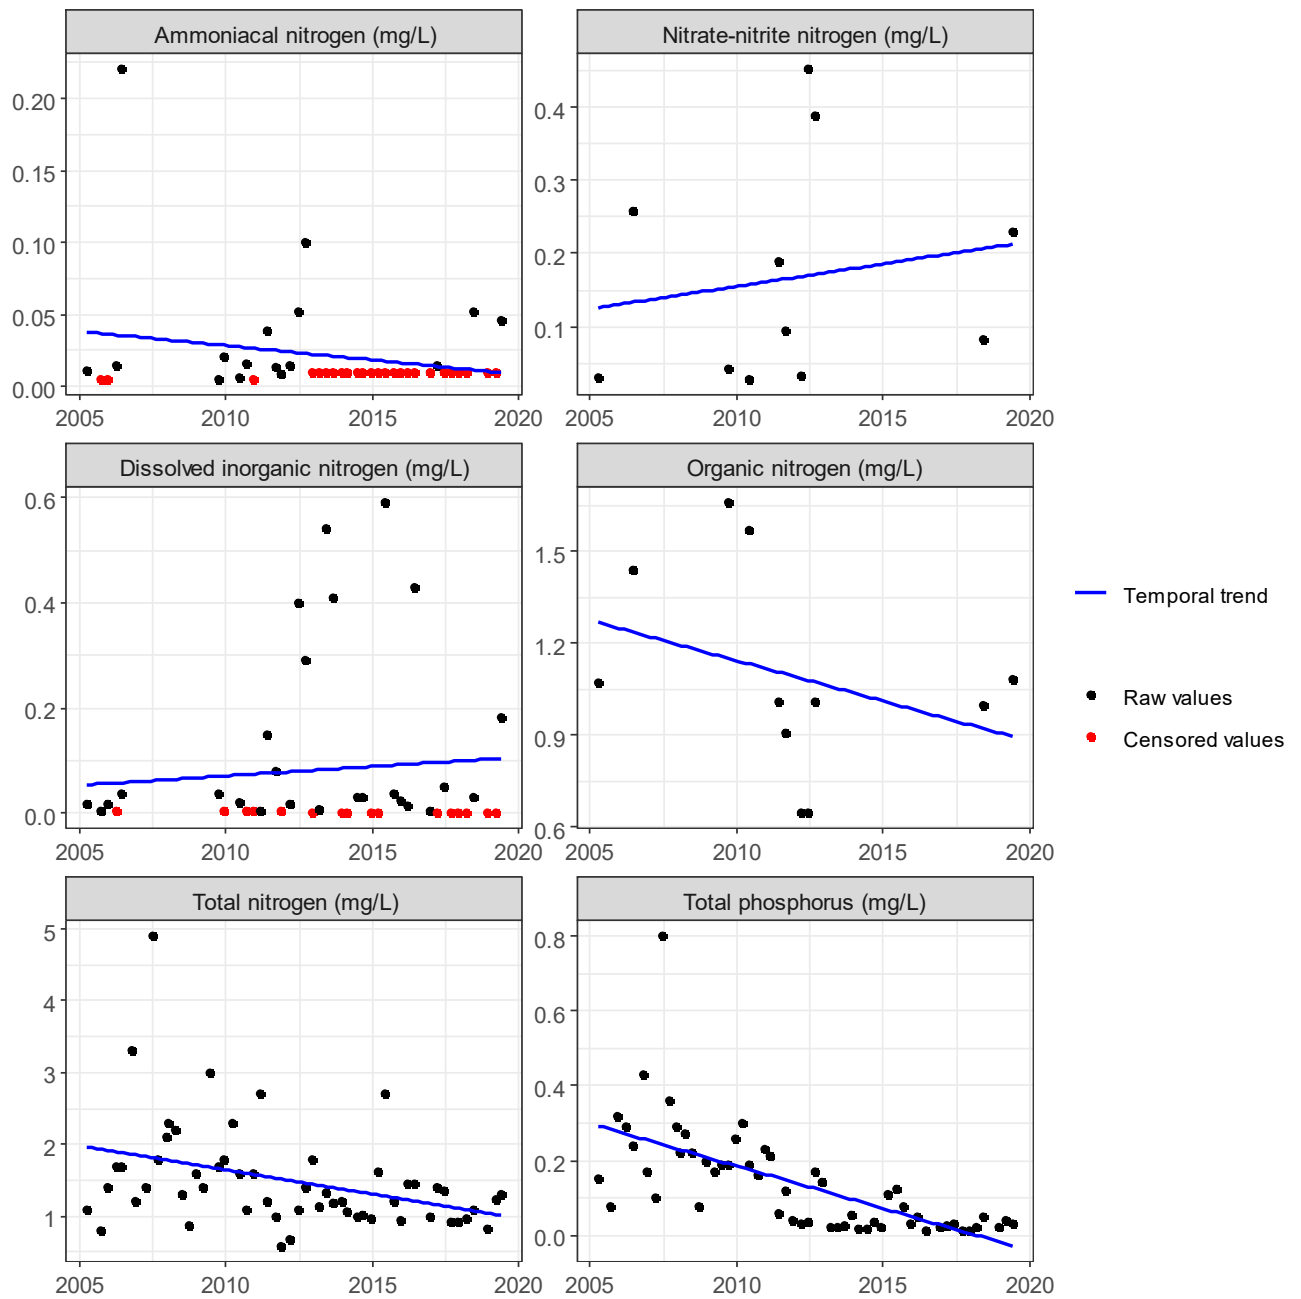 Ammoniacal nitrogen (mg/L)
0.20
0.15
0.10
0.05
0.00
2005 2010 2015 2020
Nitrate-nitrite nitrogen (mg/L)
0.4
0.3
0.2
0.1
2005 2010 2015 2020
Dissolved inorganic nitrogen (mg/L)
0.6
0.4
0.2
0.0
2005 2010 2015 2020
Organic nitrogen (mg/L)
1.5
1.2
0.9
0.6
2005 2010 2015 2020
Temporal trend
Raw values
Censored values
Total nitrogen (mg/L)
5
4
3
2
1
2005 2010 2015 2020
Total phosphorus (mg/L)
0.8
0.6
0.4
0.2
0.0
2005 2010 2015 2020